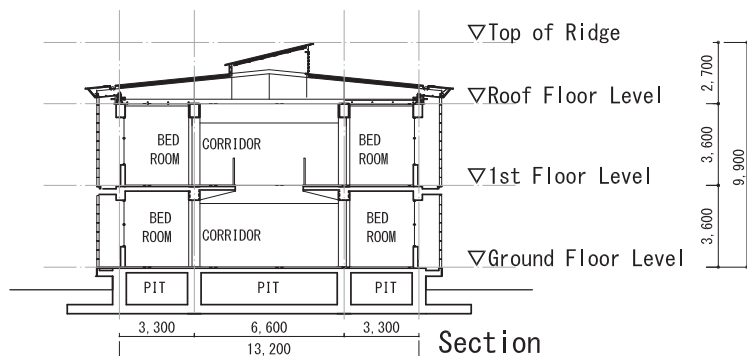 ▽Top of Ridge
2,700
▽Roof Floor Level
BED ROOM
CORRIDOR
BED ROOM
3,600
9,900
▽1st Floor Level
BED ROOM
CORRIDOR
BED ROOM
3,600
▽Ground Floor Level
PIT PIT PIT
3,300 6,600 3,300
13,200
Section